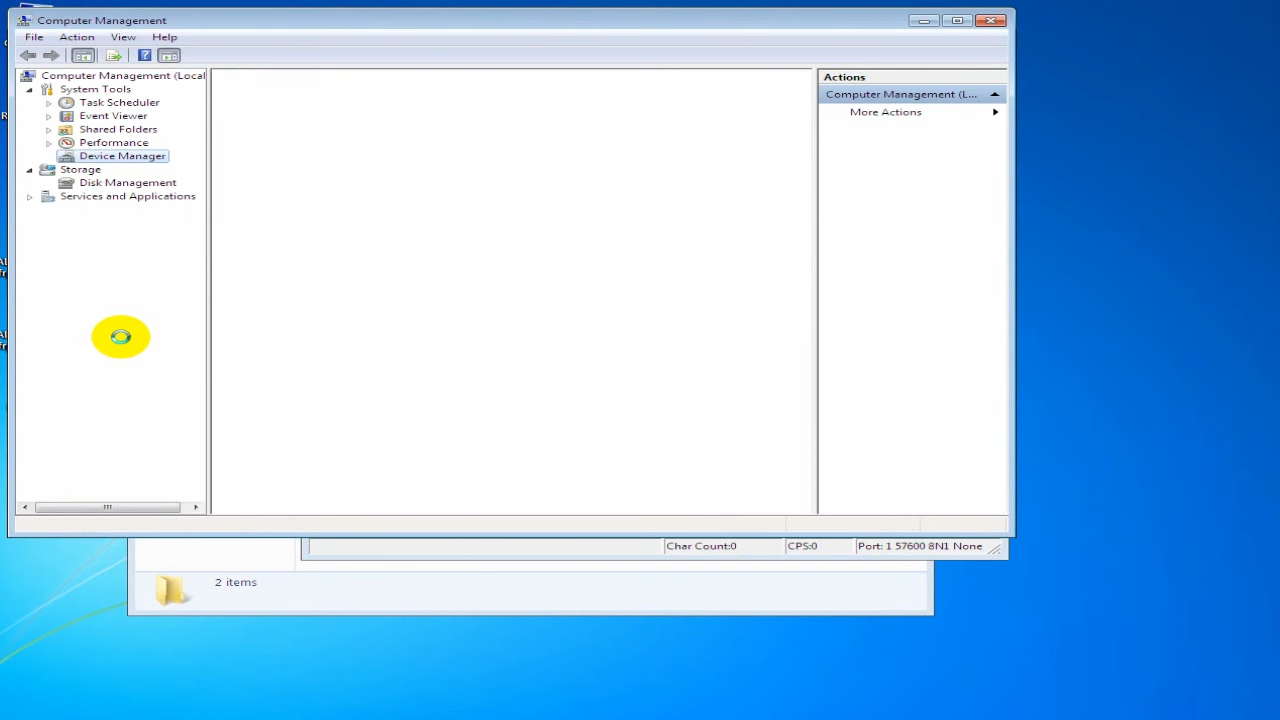 Computer Management
File Action View Help
Computer Management (Local
System Tools
Task Scheduler
Event Viewer
Shared Folders
Performance
Device Manager
Storage
Disk Management
Services and Applications
Actions
Computer Management (L...
More Actions
Char Count:0 CPS:0 Port: 1 57600 8N1 None
2 items